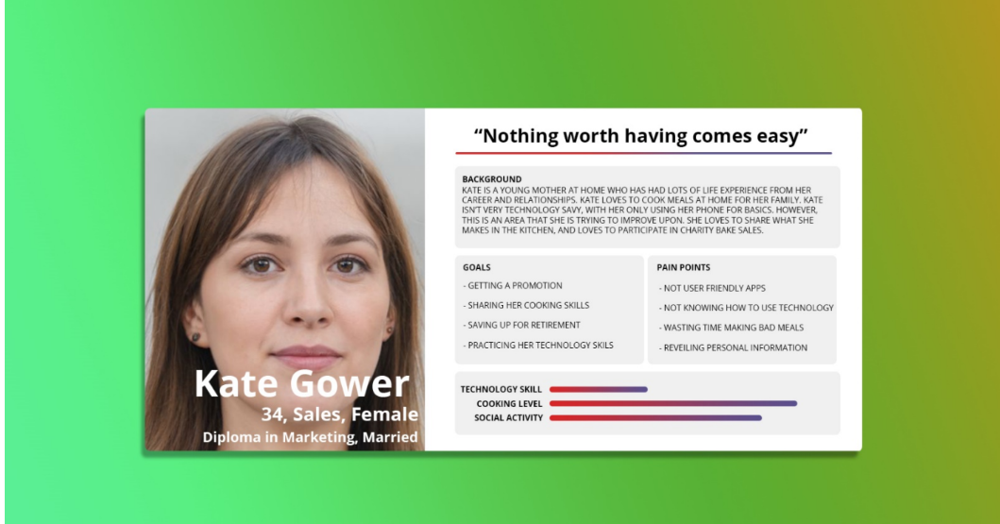 Kate Gower
34, Sales, Female
Diploma in Marketing, Married
“Nothing worth having comes easy”
BACKGROUND
KATE IS A YOUNG MOTHER AT HOME WHO HAS HAD LOTS OF LIFE EXPERIENCE FROM HER
CAREER AND RELATIONSHIPS. KATE LOVES TO COOK MEALS AT HOME FOR HER FAMILY. KATE
ISN'T VERY TECHNOLOGY SAVY, WITH HER ONLY USING HER PHONE FOR BASICS. HOWEVER,
THIS IS AN AREA THAT SHE IS TRYING TO IMPROVE UPON. SHE LOVES TO SHARE WHAT SHE
MAKES IN THE KITCHEN, AND LOVES TO PARTICIPATE IN CHARITY BAKE SALES.
GOALS
- GETTING A PROMOTION
- SHARING HER COOKING SKILLS
- SAVING UP FOR RETIREMENT
- PRACTICING HER TECHNOLOGY SKILS
PAIN POINTS
- NOT USER FRIENDLY APPS
- NOT KNOWING HOW TO USE TECHNOLOGY
- WASTING TIME MAKING BAD MEALS
- REVEILING PERSONAL INFORMATION
TECHNOLOGY SKILL
COOKING LEVEL
SOCIAL ACTIVITY